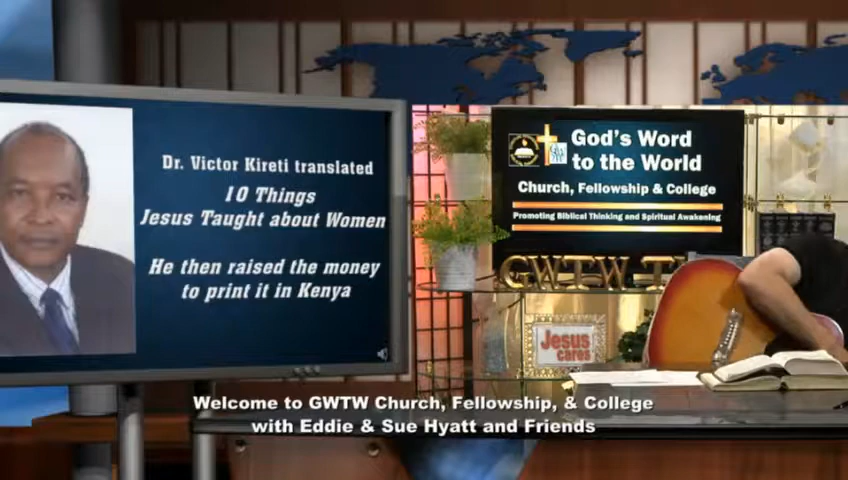 Dr. Victor Kireti translated
10 Things
Jesus Taught about Women
He then raised the money
to print it in Kenya
God's Word
to the World
Church, Fellowship & College
Promoting Biblical Thinking and Spiritual Awakening
GWTW TV
Jesus
cares
Welcome to GWTW Church, Fellowship, & College
with Eddie & Sue Hyatt and Friends